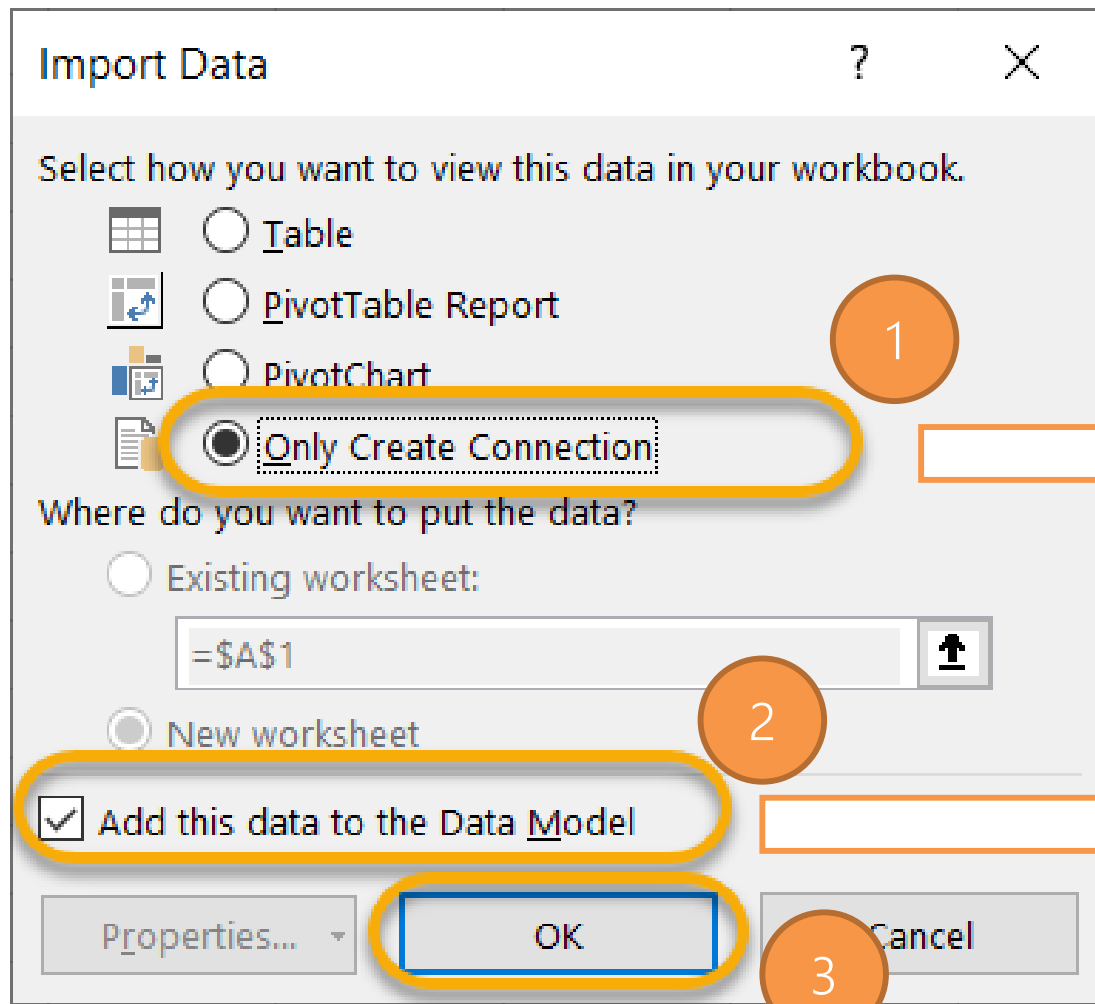 Import Data ?
Select how you want to view this data in your workbook.
Table
PivotTable Report
1
PivotChart
Only Create Connection
Where do you want to put the data?
Existing worksheet:
=$A$1
2
New worksheet
Add this data to the Data Model
Properties... OK Cancel
3